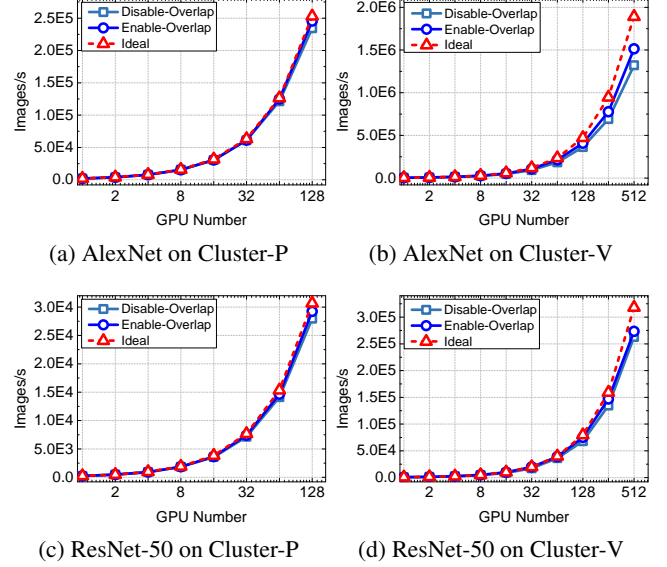 Disable-Overlap
Enable-Overlap
Ideal
Images/s
2.5E5
2.0E5
1.5E5
1.0E5
5.0E4
0.0
2 8 32 128
GPU Number
(a) AlexNet on Cluster-P
Disable-Overlap
Enable-Overlap
Ideal
Images/s
2.0E6
1.5E6
1.0E6
5.0E5
0.0
2 8 32 128 512
GPU Number
(b) AlexNet on Cluster-V
Disable-Overlap
Enable-Overlap
Ideal
Images/s
3.0E4
2.5E4
2.0E4
1.5E4
1.0E4
5.0E3
0.0
2 8 32 128
GPU Number
(c) ResNet-50 on Cluster-P
Disable-Overlap
Enable-Overlap
Ideal
Images/s
3.0E5
2.5E5
2.0E5
1.5E5
1.0E5
5.0E4
0.0
2 8 32 128 512
GPU Number
(d) ResNet-50 on Cluster-V